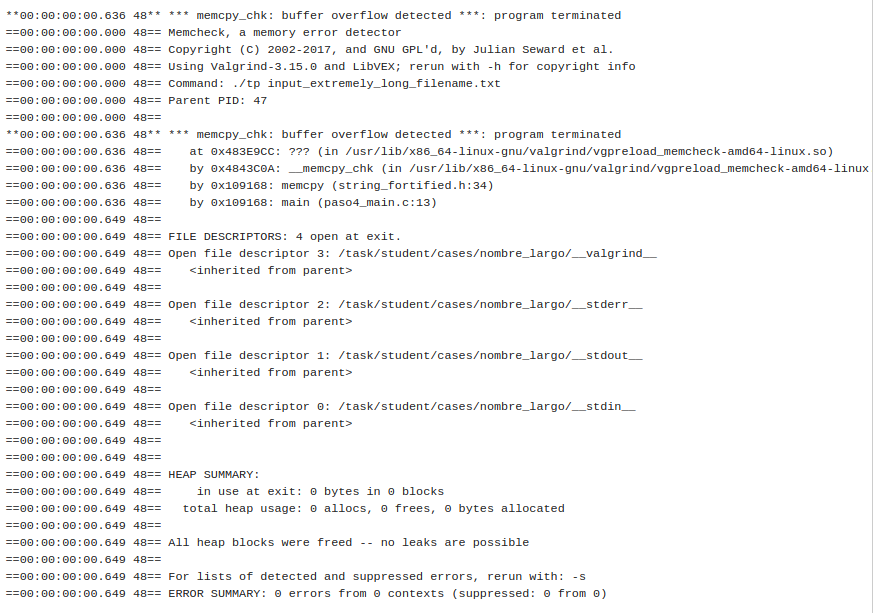 **00:00:00:00.636 48** *** memcpy_chk: buffer overflow detected ***: program terminated
==00:00:00:00.000 48== Memcheck, a memory error detector
==00:00:00:00.000 48== Copyright (C) 2002-2017, and GNU GPL'd, by Julian Seward et al.
==00:00:00:00.000 48== Using Valgrind-3.15.0 and LibVEX; rerun with -h for copyright info
==00:00:00:00.000 48== Command: ./tp input_extremely_long_filename.txt
==00:00:00:00.000 48== Parent PID: 47
==00:00:00:00.000 48==
**00:00:00:00.636 48** *** memcpy_chk: buffer overflow detected ***: program terminated
==00:00:00:00.636 48==    at 0x483E9CC: ??? (in /usr/lib/x86_64-linux-gnu/valgrind/vgpreload_memcheck-amd64-linux.so)
==00:00:00:00.636 48==    by 0x4843C0A: __memcpy_chk (in /usr/lib/x86_64-linux-gnu/valgrind/vgpreload_memcheck-amd64-linux
==00:00:00:00.636 48==    by 0x109168: memcpy (string_fortified.h:34)
==00:00:00:00.636 48==    by 0x109168: main (paso4_main.c:13)
==00:00:00:00.649 48==
==00:00:00:00.649 48== FILE DESCRIPTORS: 4 open at exit.
==00:00:00:00.649 48== Open file descriptor 3: /task/student/cases/nombre_largo/__valgrind__
==00:00:00:00.649 48==    <inherited from parent>
==00:00:00:00.649 48==
==00:00:00:00.649 48== Open file descriptor 2: /task/student/cases/nombre_largo/__stderr__
==00:00:00:00.649 48==    <inherited from parent>
==00:00:00:00.649 48==
==00:00:00:00.649 48== Open file descriptor 1: /task/student/cases/nombre_largo/__stdout__
==00:00:00:00.649 48==    <inherited from parent>
==00:00:00:00.649 48==
==00:00:00:00.649 48== Open file descriptor 0: /task/student/cases/nombre_largo/__stdin__
==00:00:00:00.649 48==    <inherited from parent>
==00:00:00:00.649 48==
==00:00:00:00.649 48==
==00:00:00:00.649 48== HEAP SUMMARY:
==00:00:00:00.649 48==     in use at exit: 0 bytes in 0 blocks
==00:00:00:00.649 48==   total heap usage: 0 allocs, 0 frees, 0 bytes allocated
==00:00:00:00.649 48==
==00:00:00:00.649 48== All heap blocks were freed -- no leaks are possible
==00:00:00:00.649 48==
==00:00:00:00.649 48== For lists of detected and suppressed errors, rerun with: -s
==00:00:00:00.649 48== ERROR SUMMARY: 0 errors from 0 contexts (suppressed: 0 from 0)